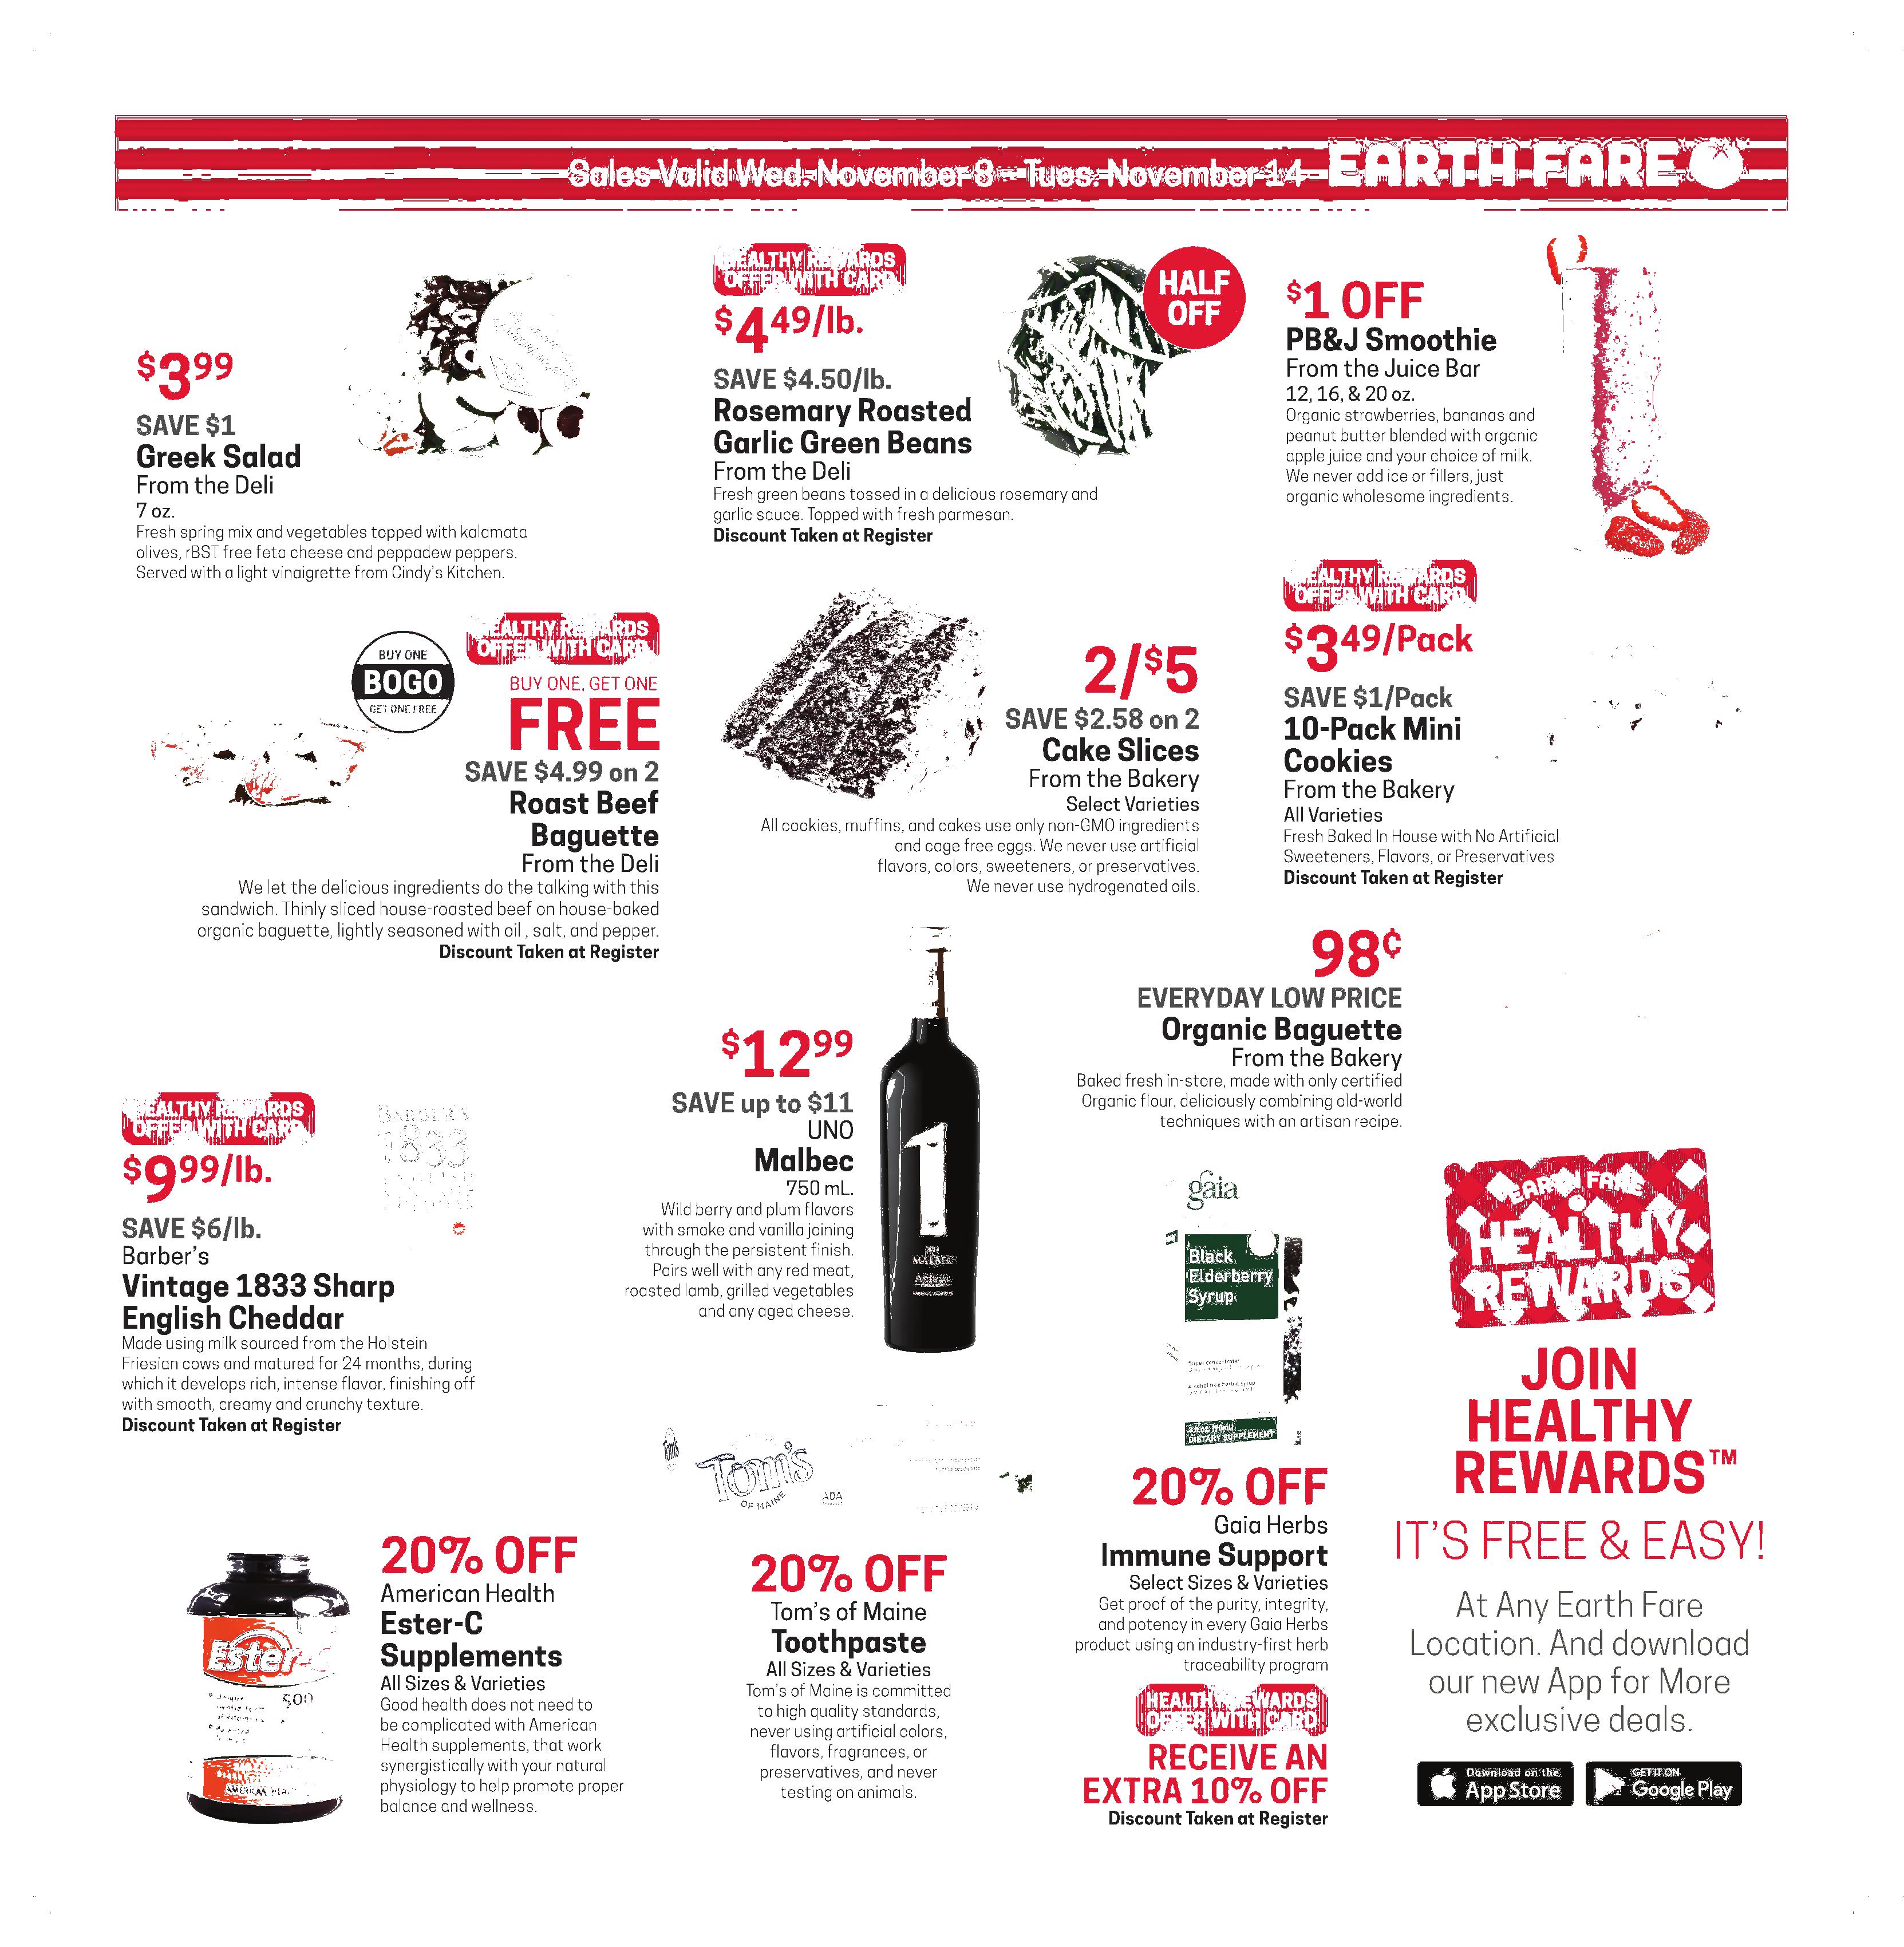 Sales Valid Wed. November 8 – Tues. November 14 EARTH FARE
$3.99
SAVE $1
Greek Salad
From the Deli
7 oz.
Fresh spring mix and vegetables topped with kalamata
olives, rBST free feta cheese and peppadew peppers.
Served with a light vinaigrette from Cindy's Kitchen.
HEALTHY REWARDS
OFFER WITH CARD
$4.49/lb.
SAVE $4.50/lb.
Rosemary Roasted
Garlic Green Beans
From the Deli
Fresh green beans tossed in a delicious rosemary and
garlic sauce. Topped with fresh parmesan.
Discount Taken at Register
HALF
OFF
$1 OFF
PB&J Smoothie
From the Juice Bar
12, 16, & 20 oz.
Organic strawberries, bananas and
peanut butter blended with organic
apple juice and your choice of milk.
We never add ice or fillers, just
organic wholesome ingredients.
BUY ONE
BOGO
GET ONE FREE
HEALTHY REWARDS
OFFER WITH CARD
BUY ONE, GET ONE
FREE
SAVE $4.99 on 2
Roast Beef
Baguette
From the Deli
We let the delicious ingredients do the talking with this
sandwich. Thinly sliced house-roasted beef on house-baked
organic baguette, lightly seasoned with oil , salt, and pepper.
Discount Taken at Register
2/$5
SAVE $2.58 on 2
Cake Slices
From the Bakery
Select Varieties
All cookies, muffins, and cakes use only non-GMO ingredients
and cage free eggs. We never use artificial
flavors, colors, sweeteners, or preservatives.
We never use hydrogenated oils.
HEALTHY REWARDS
OFFER WITH CARD
$3.49/Pack
SAVE $1/Pack
10-Pack Mini
Cookies
From the Bakery
All Varieties
Fresh Baked In House with No Artificial
Sweeteners, Flavors, or Preservatives
Discount Taken at Register
HEALTHY REWARDS
OFFER WITH CARD
$9.99/lb.
SAVE $6/lb.
Barber's
Vintage 1833 Sharp
English Cheddar
Made using milk sourced from the Holstein
Friesian cows and matured for 24 months, during
which it develops rich, intense flavor, finishing off
with smooth, creamy and crunchy texture.
Discount Taken at Register
BARBER'S
1833
$12.99
SAVE up to $11
UNO
Malbec
750 mL.
Wild berry and plum flavors
with smoke and vanilla joining
through the persistent finish.
Pairs well with any red meat,
roasted lamb, grilled vegetables
and any aged cheese.
1
MALBEC
98¢
EVERYDAY LOW PRICE
Organic Baguette
From the Bakery
Baked fresh in-store, made with only certified
Organic flour, deliciously combining old-world
techniques with an artisan recipe.
gaia
Black
Elderberry
Syrup
DIETARY SUPPLEMENT
20% OFF
Gaia Herbs
Immune Support
Select Sizes & Varieties
Get proof of the purity, integrity,
and potency in every Gaia Herbs
product using an industry-first herb
traceability program
HEALTHY REWARDS
OFFER WITH CARD
RECEIVE AN
EXTRA 10% OFF
Discount Taken at Register
Ester-C
500
AMERICAN HEALTH
20% OFF
American Health
Ester-C
Supplements
All Sizes & Varieties
Good health does not need to
be complicated with American
Health supplements, that work
synergistically with your natural
physiology to help promote proper
balance and wellness.
Tom's
Tom's
OF MAINE
ADA
20% OFF
Tom's of Maine
Toothpaste
All Sizes & Varieties
Tom's of Maine is committed
to high quality standards,
never using artificial colors,
flavors, fragrances, or
preservatives, and never
testing on animals.
EARTH FARE
HEALTHY
REWARDS
JOIN
HEALTHY
REWARDS™
IT'S FREE & EASY!
At Any Earth Fare
Location. And download
our new App for More
exclusive deals.
Download on the
App Store
GET IT ON
Google Play